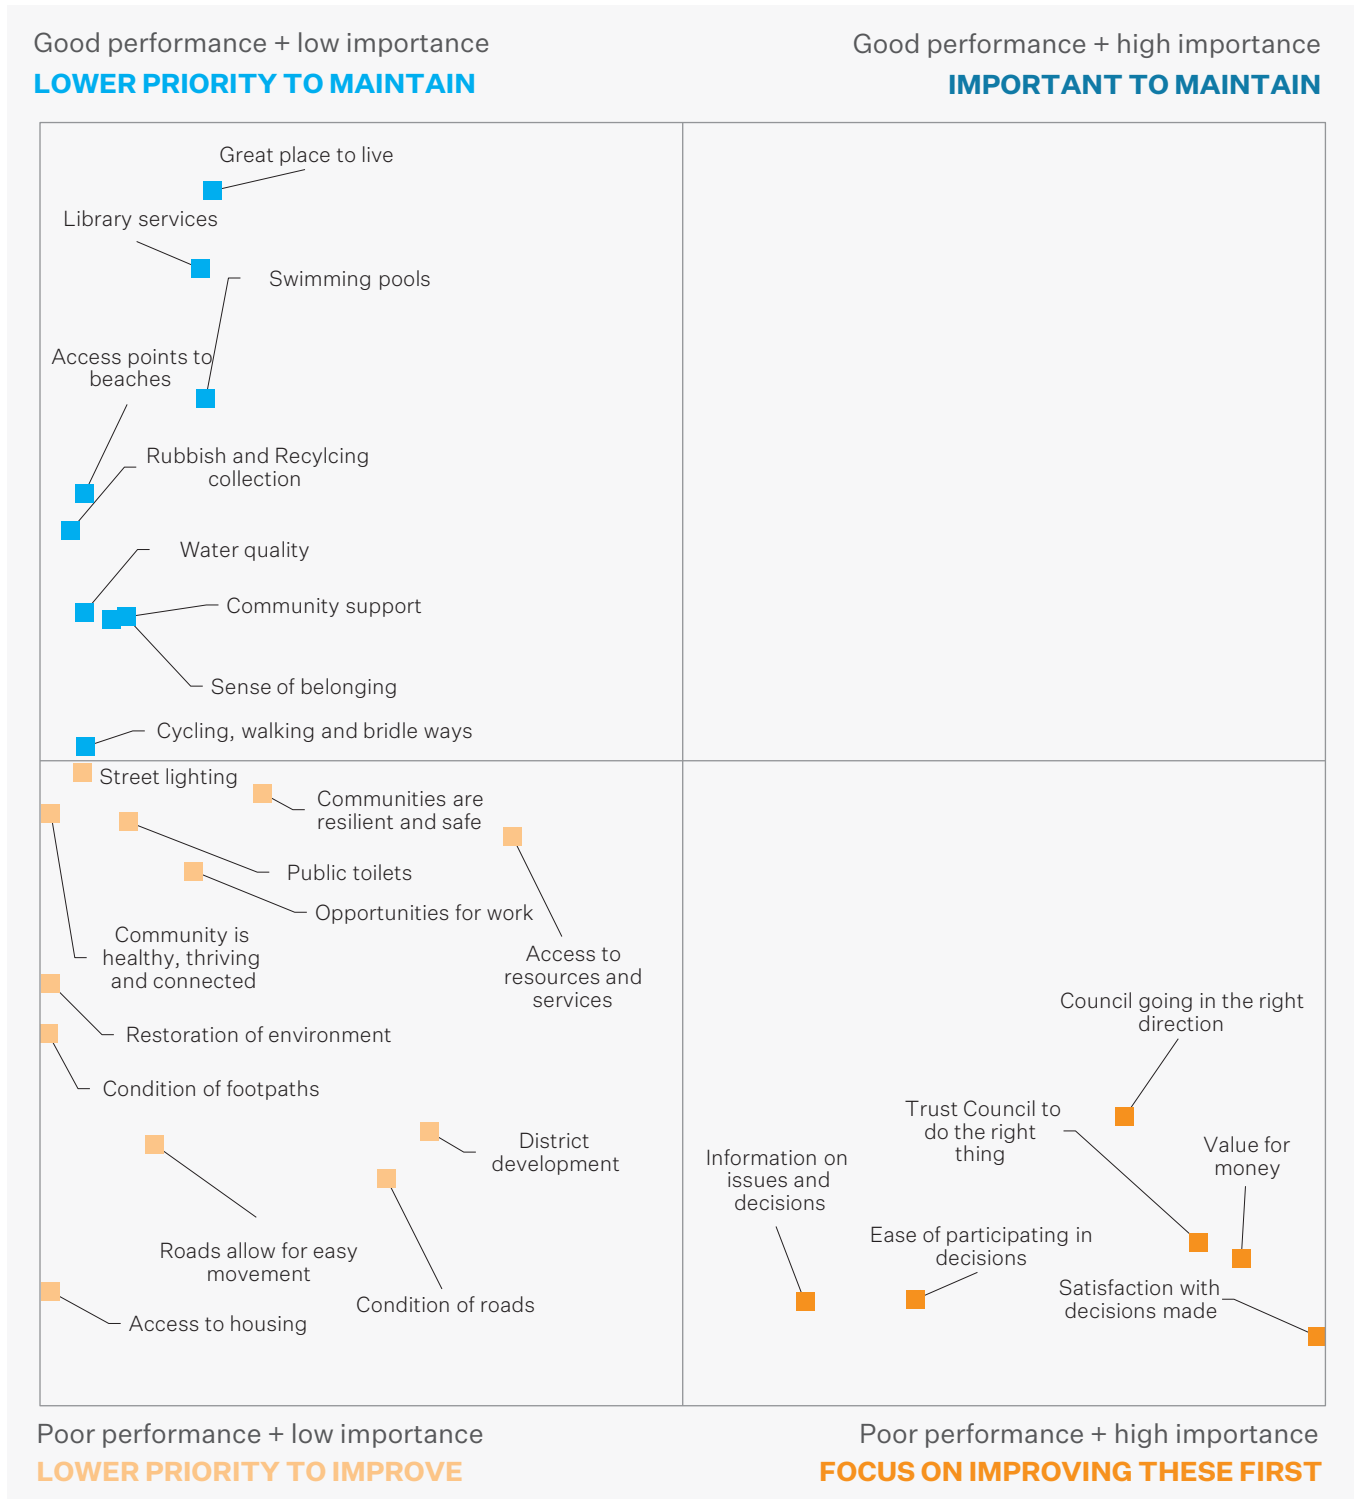 Good performance + low importance
LOWER PRIORITY TO MAINTAIN
Good performance + high importance
IMPORTANT TO MAINTAIN
Great place to live
Library services
Swimming pools
Access points to
beaches
Rubbish and Recylcing
collection
Water quality
Community support
Sense of belonging
Cycling, walking and bridle ways
Street lighting
Communities are
resilient and safe
Public toilets
Opportunities for work
Community is
healthy, thriving
and connected
Access to
resources and
services
Restoration of environment
Condition of footpaths
District
development
Roads allow for easy
movement
Condition of roads
Access to housing
Council going in the right
direction
Trust Council to
do the right
thing
Value for
money
Information on
issues and
decisions
Ease of participating in
decisions
Satisfaction with
decisions made
Poor performance + low importance
LOWER PRIORITY TO IMPROVE
Poor performance + high importance
FOCUS ON IMPROVING THESE FIRST